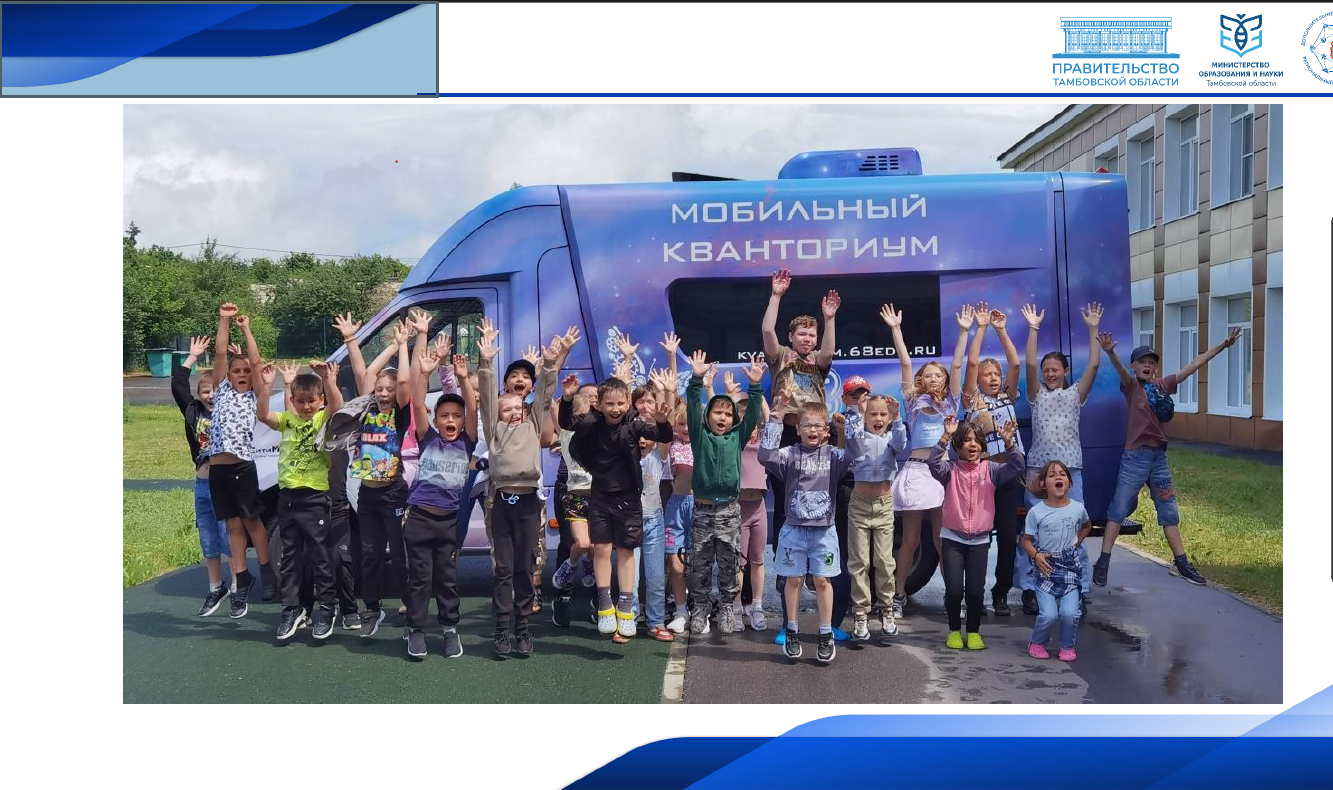 ПРАВИТЕЛЬСТВО
ТАМБОВСКОЙ ОБЛАСТИ
МИНИСТЕРСТВО
ОБРАЗОВАНИЯ И НАУКИ
Тамбовской области
МОБИЛЬНЫЙ
КВАНТОРИУМ